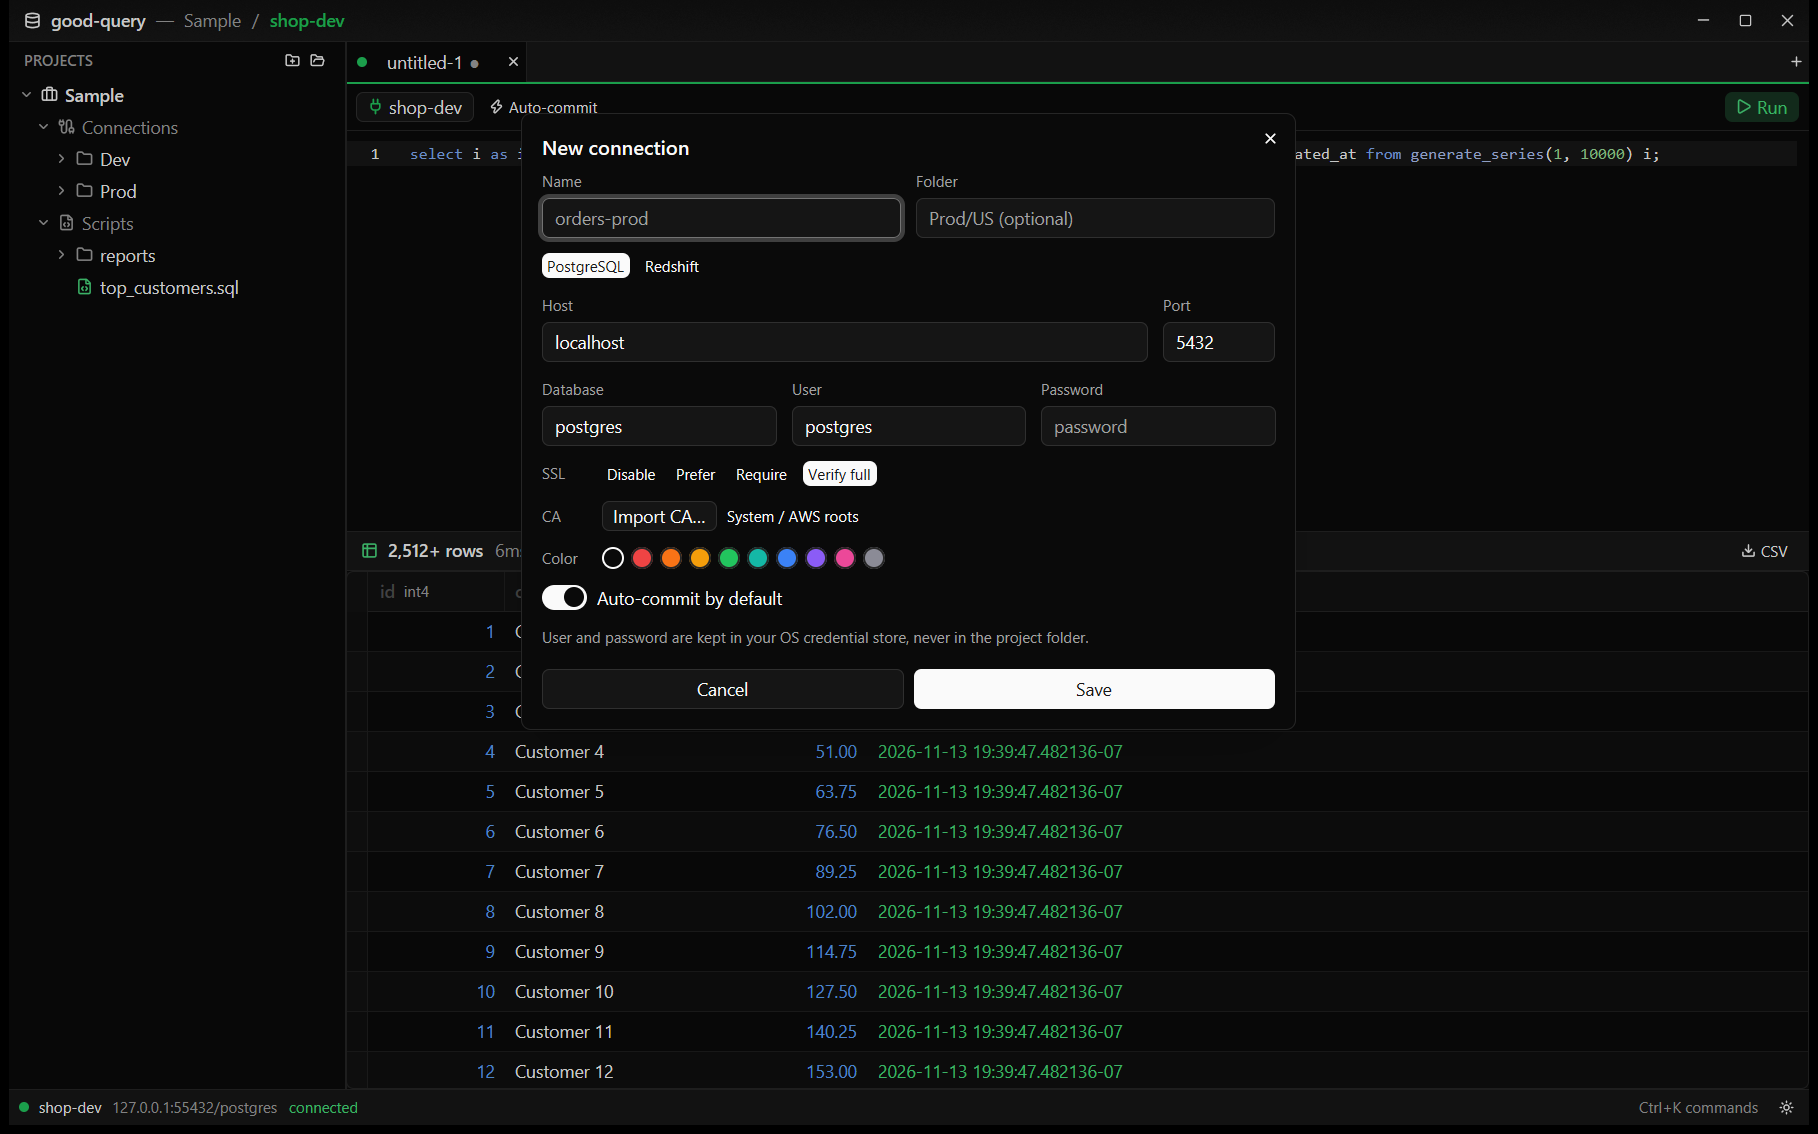 good-query — Sample / shop-dev
PROJECTS
Sample
Connections
Dev
Prod
Scripts
reports
top_customers.sql
untitled-1
shop-dev Auto-commit Run
1 select i as i ated_at from generate_series(1, 10000) i;
New connection
Name Folder
orders-prod Prod/US (optional)
PostgreSQL Redshift
Host Port
localhost 5432
Database User Password
postgres postgres password
SSL Disable Prefer Require Verify full
CA Import CA... System / AWS roots
Color
Auto-commit by default
User and password are kept in your OS credential store, never in the project folder.
Cancel Save
2,512+ rows 6ms CSV
id int4
1
2
3
4 Customer 4 51.00 2026-11-13 19:39:47.482136-07
5 Customer 5 63.75 2026-11-13 19:39:47.482136-07
6 Customer 6 76.50 2026-11-13 19:39:47.482136-07
7 Customer 7 89.25 2026-11-13 19:39:47.482136-07
8 Customer 8 102.00 2026-11-13 19:39:47.482136-07
9 Customer 9 114.75 2026-11-13 19:39:47.482136-07
10 Customer 10 127.50 2026-11-13 19:39:47.482136-07
11 Customer 11 140.25 2026-11-13 19:39:47.482136-07
12 Customer 12 153.00 2026-11-13 19:39:47.482136-07
shop-dev 127.0.0.1:55432/postgres connected Ctrl+K commands